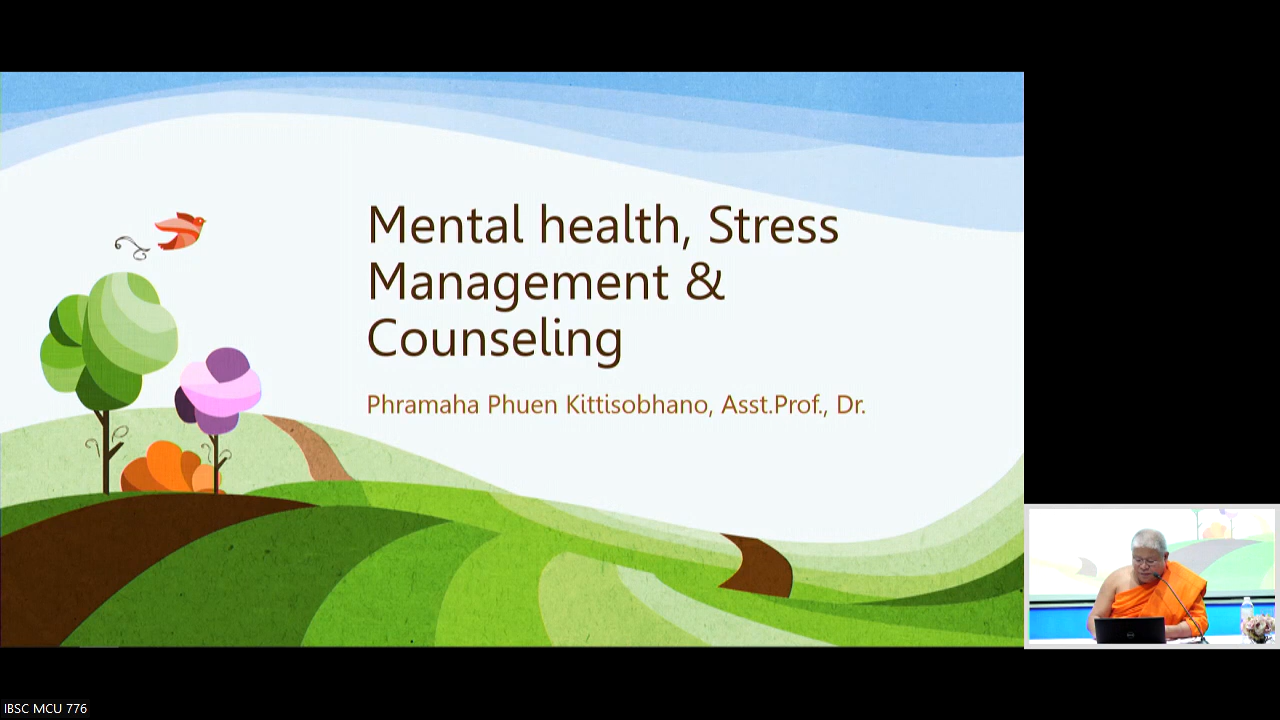 Mental health, Stress
Management &
Counseling
Phramaha Phuen Kittisobhano, Asst.Prof., Dr.
IBSC MCU 776